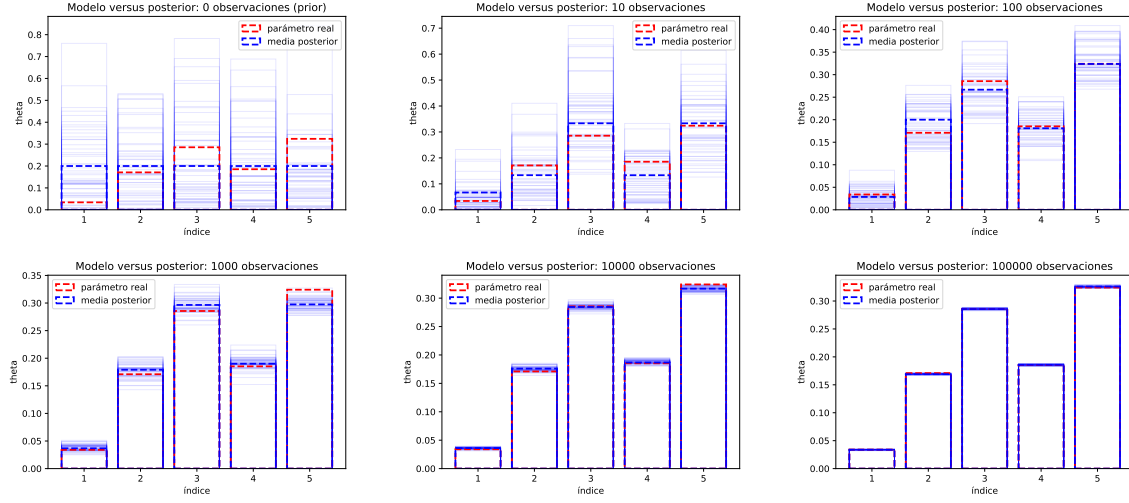 Modelo versus posterior: 0 observaciones (prior)
parámetro real
media posterior
theta
0.8
0.7
0.6
0.5
0.4
0.3
0.2
0.1
0.0
1 2 3 4 5
índice
Modelo versus posterior: 10 observaciones
parámetro real
media posterior
theta
0.7
0.6
0.5
0.4
0.3
0.2
0.1
0.0
1 2 3 4 5
índice
Modelo versus posterior: 100 observaciones
parámetro real
media posterior
theta
0.40
0.35
0.30
0.25
0.20
0.15
0.10
0.05
0.00
1 2 3 4 5
índice
Modelo versus posterior: 1000 observaciones
parámetro real
media posterior
theta
0.35
0.30
0.25
0.20
0.15
0.10
0.05
0.00
1 2 3 4 5
índice
Modelo versus posterior: 10000 observaciones
parámetro real
media posterior
theta
0.30
0.25
0.20
0.15
0.10
0.05
0.00
1 2 3 4 5
índice
Modelo versus posterior: 100000 observaciones
parámetro real
media posterior
theta
0.30
0.25
0.20
0.15
0.10
0.05
0.00
1 2 3 4 5
índice